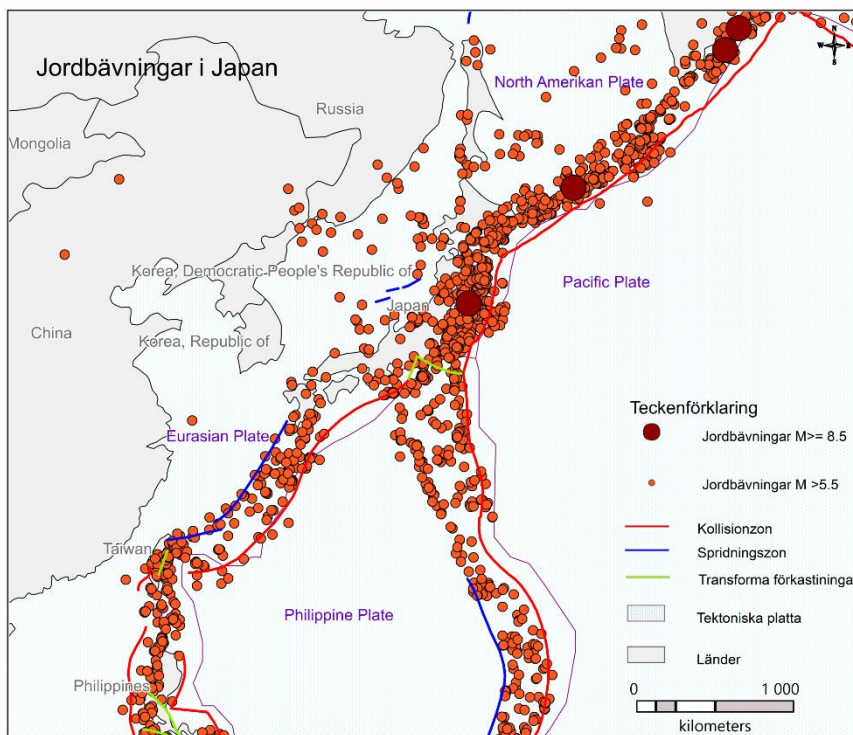 Jordbävningar i Japan
N
W E
S
North Amerikan Plate
Russia
Mongolia
Korea, Democratic People's Republic of
Pacific Plate
Japan
China
Korea, Republic of
Eurasian Plate
Taiwan
Philippine Plate
Philippines
Teckenförklaring
Jordbävningar M>= 8.5
Jordbävningar M >5.5
Kollisionzon
Spridningszon
Transforma förkastininga
Tektoniska platta
Länder
0 1 000
kilometers